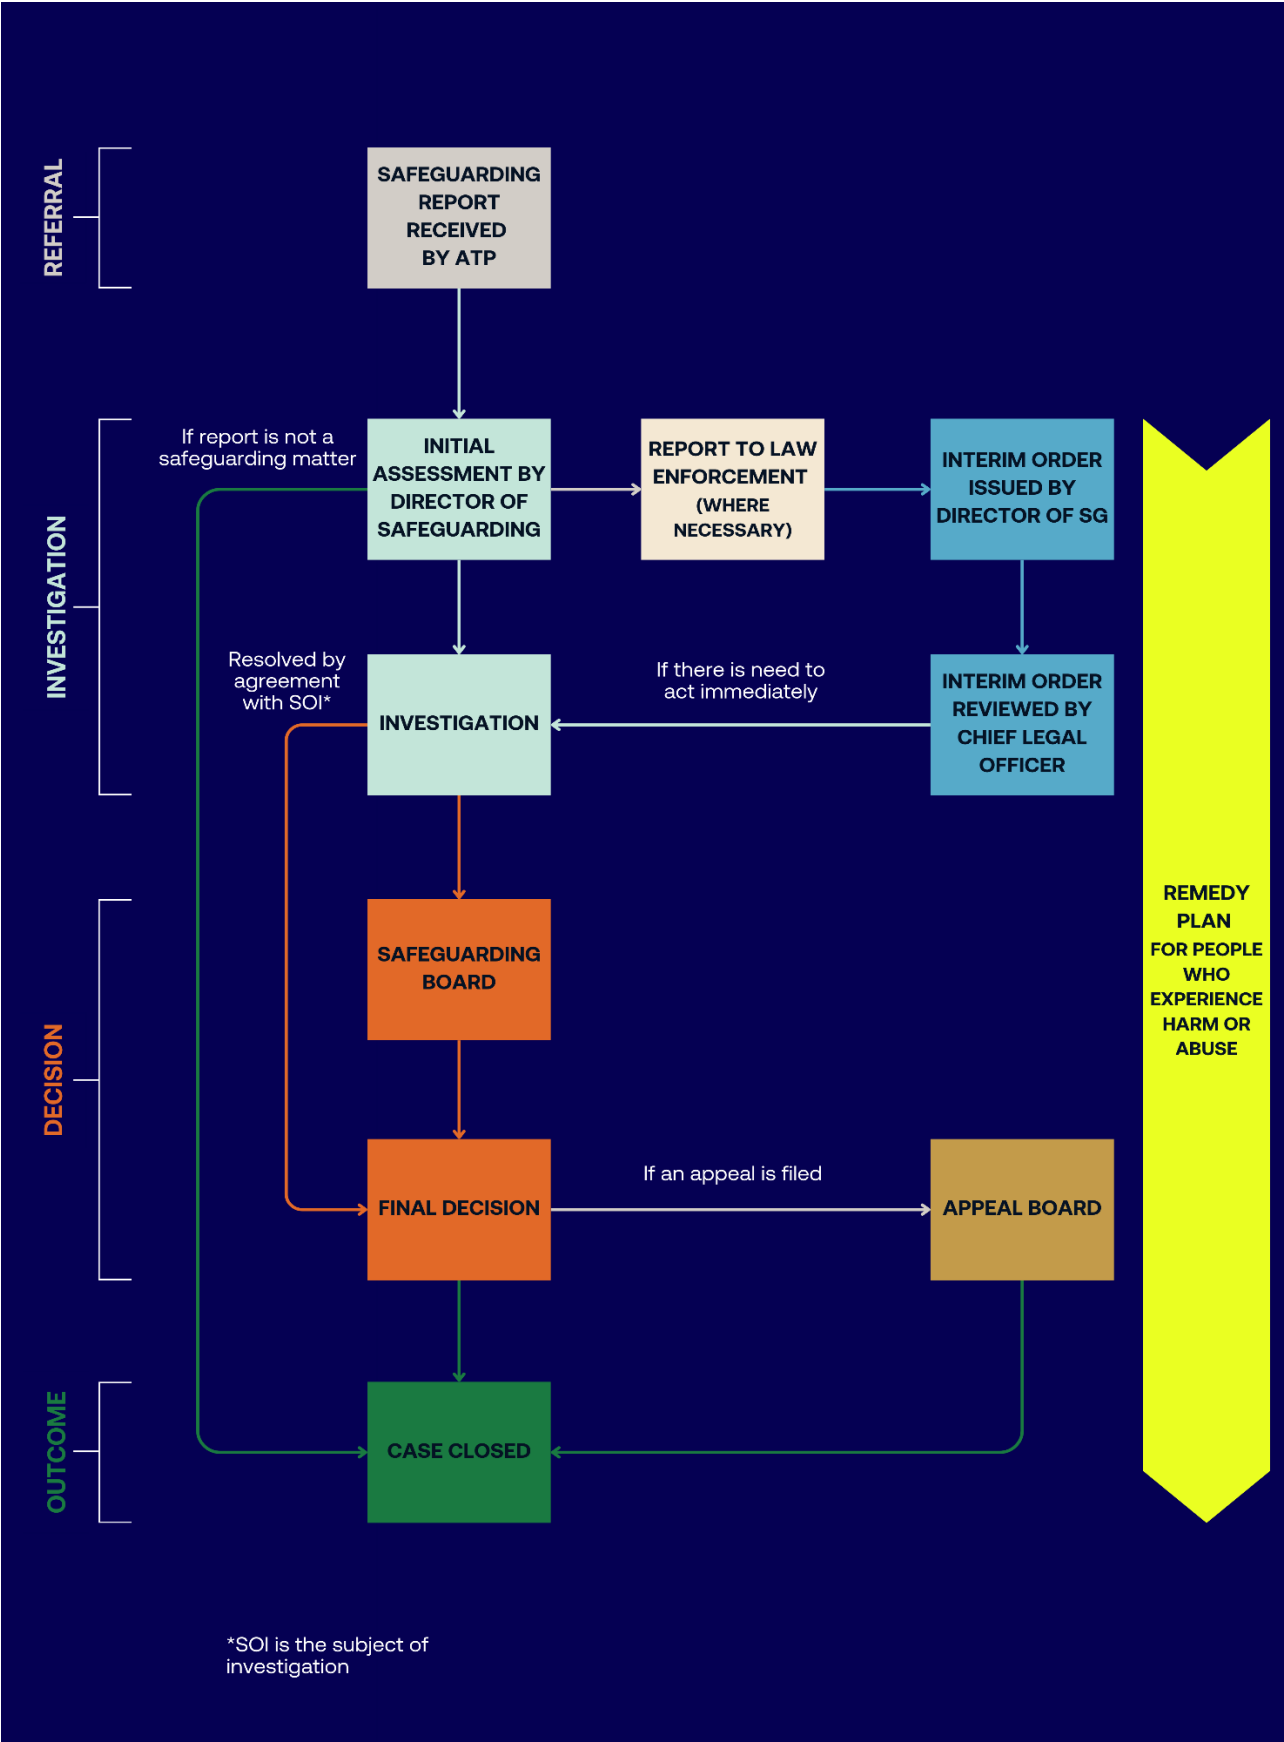 REFERRAL
SAFEGUARDING
REPORT
RECEIVED
BY ATP
INVESTIGATION
If report is not a
safeguarding matter
INITIAL
ASSESSMENT BY
DIRECTOR OF
SAFEGUARDING
REPORT TO LAW
ENFORCEMENT
(WHERE
NECESSARY)
INTERIM ORDER
ISSUED BY
DIRECTOR OF SG
Resolved by
agreement
with SOI*
INVESTIGATION
If there is need to
act immediately
INTERIM ORDER
REVIEWED BY
CHIEF LEGAL
OFFICER
REMEDY
PLAN
FOR PEOPLE
WHO
EXPERIENCE
HARM OR
ABUSE
DECISION
SAFEGUARDING
BOARD
FINAL DECISION
If an appeal is filed
APPEAL BOARD
OUTCOME
CASE CLOSED
*SOI is the subject of
investigation